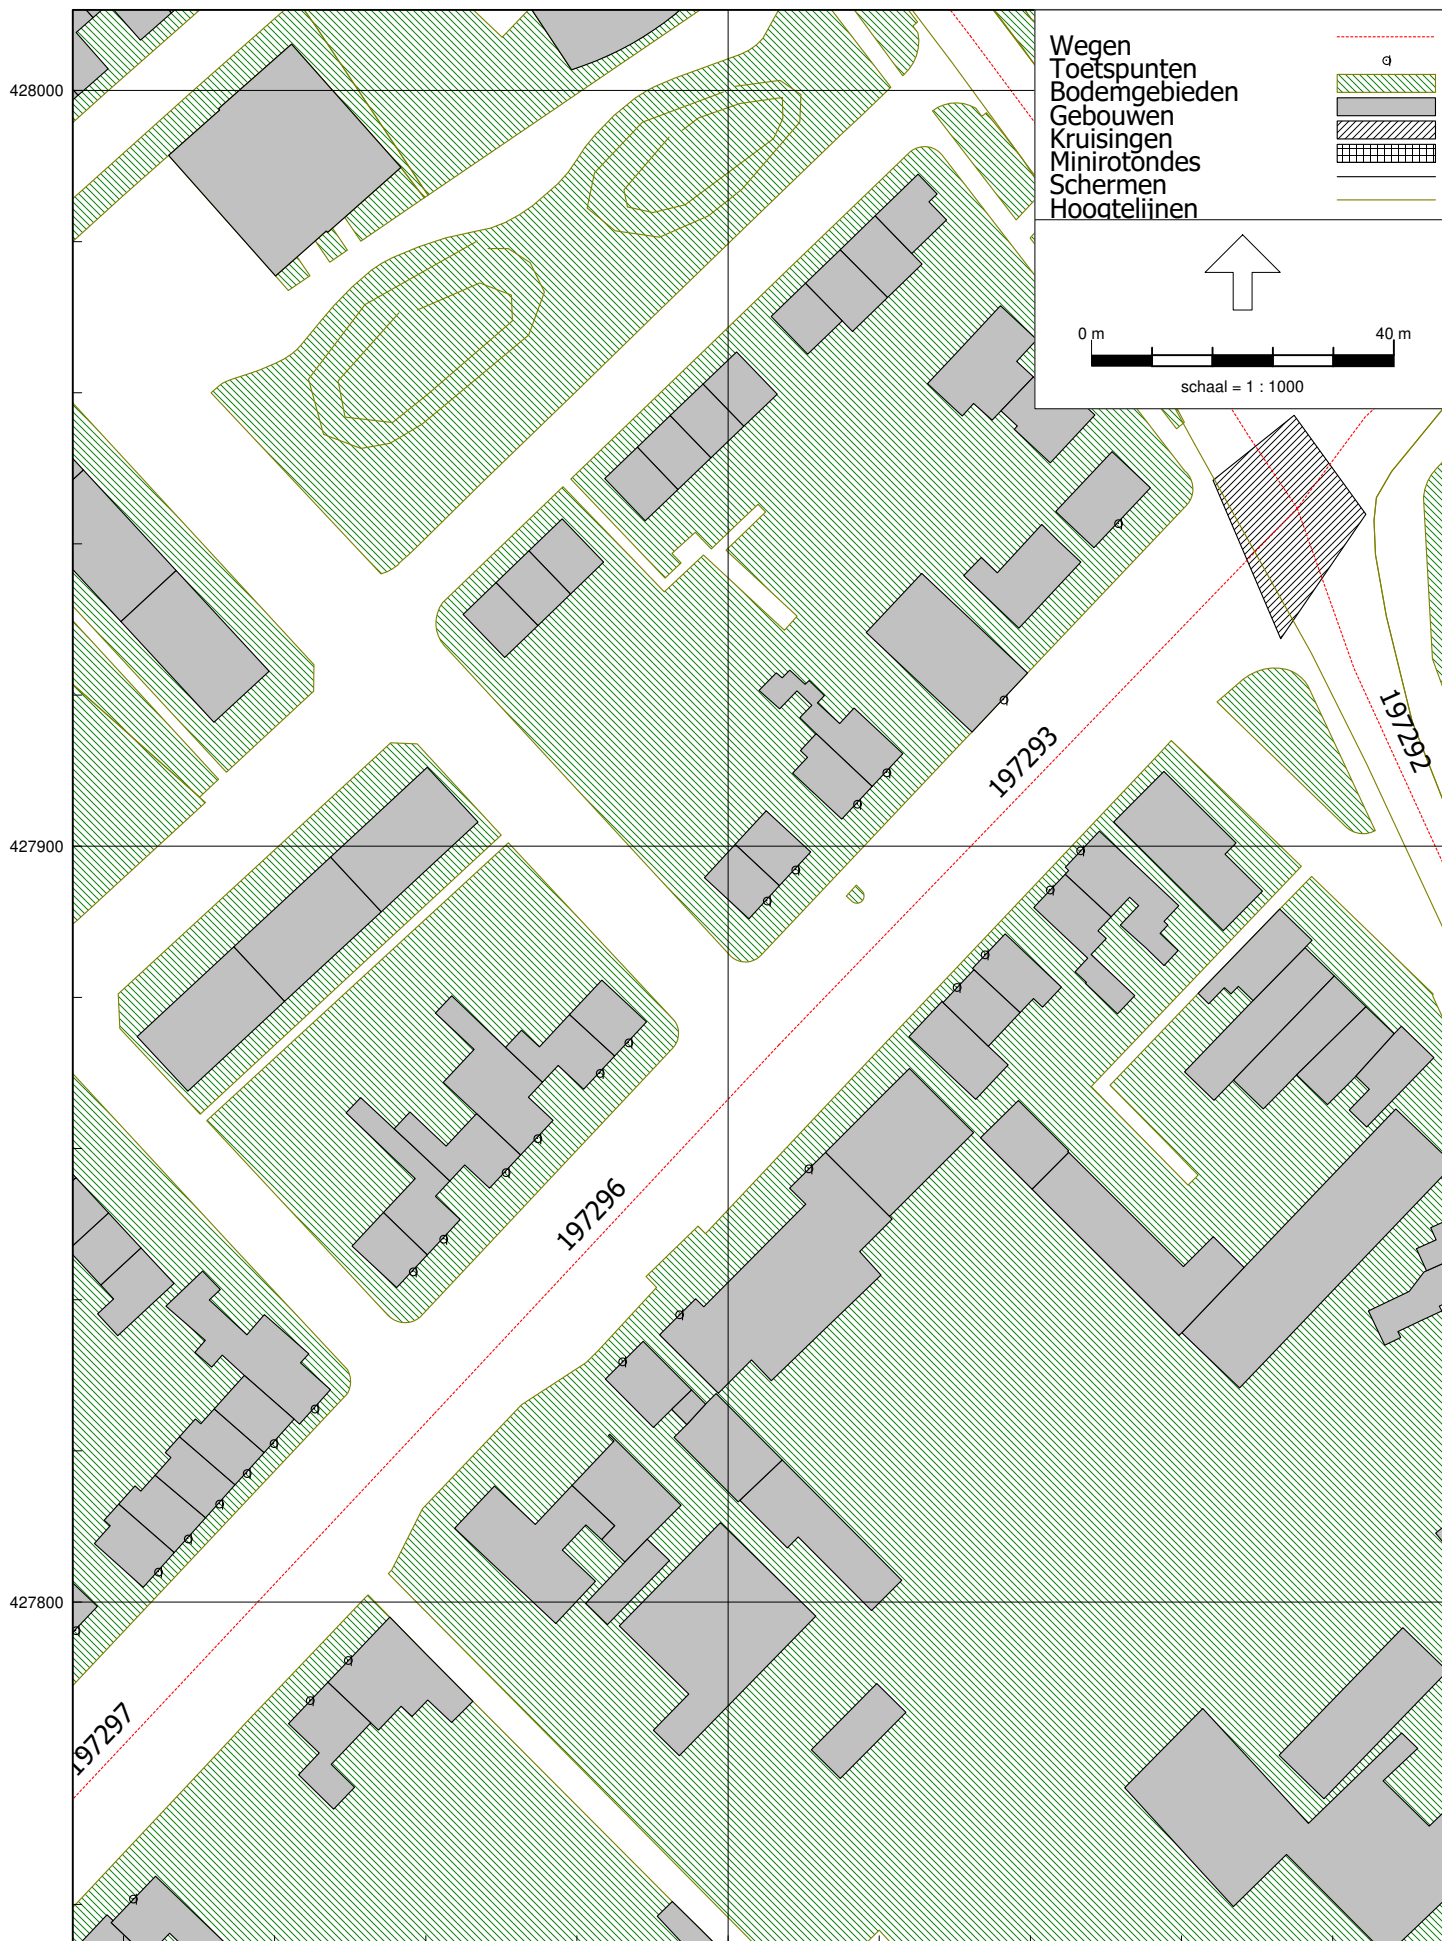 Wegen
Toetspunten
Bodemgebieden
Gebouwen
Kruisingen
Minirotondes
Schermen
Hoogtelijnen
0 m 40 m
schaal = 1 : 1000
428000
427900
427800
197293
197292
197296
197297